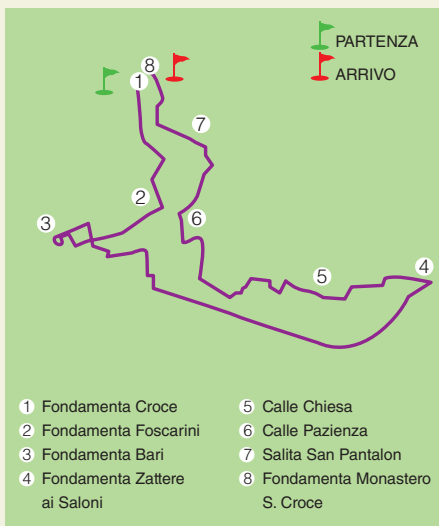 PARTENZA
ARRIVO
8
1
7
2
6
3
5
4
1 Fondamenta Croce
2 Fondamenta Foscarini
3 Fondamenta Bari
4 Fondamenta Zattere
ai Saloni
5 Calle Chiesa
6 Calle Pazienza
7 Salita San Pantalon
8 Fondamenta Monastero
S. Croce